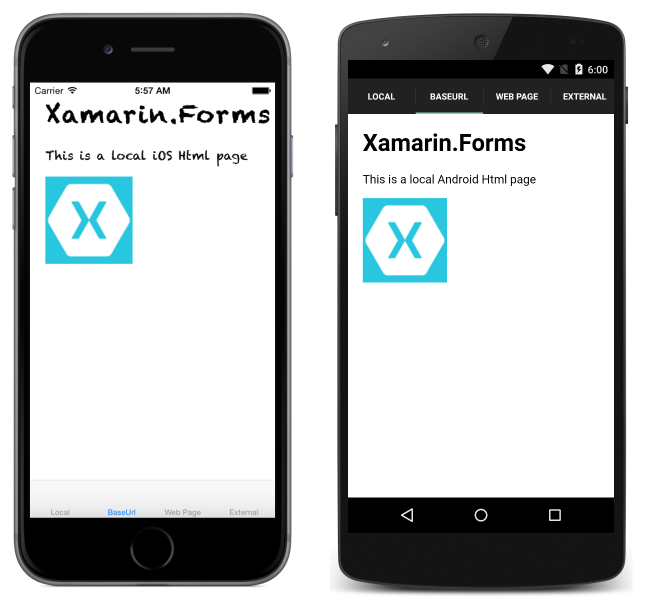 Carrier 5:57 AM
Xamarin.Forms
This is a local iOS Html page
X
Local BaseUrl Web Page External
6:00
LOCAL BASEURL WEB PAGE EXTERNAL
Xamarin.Forms
This is a local Android Html page
X